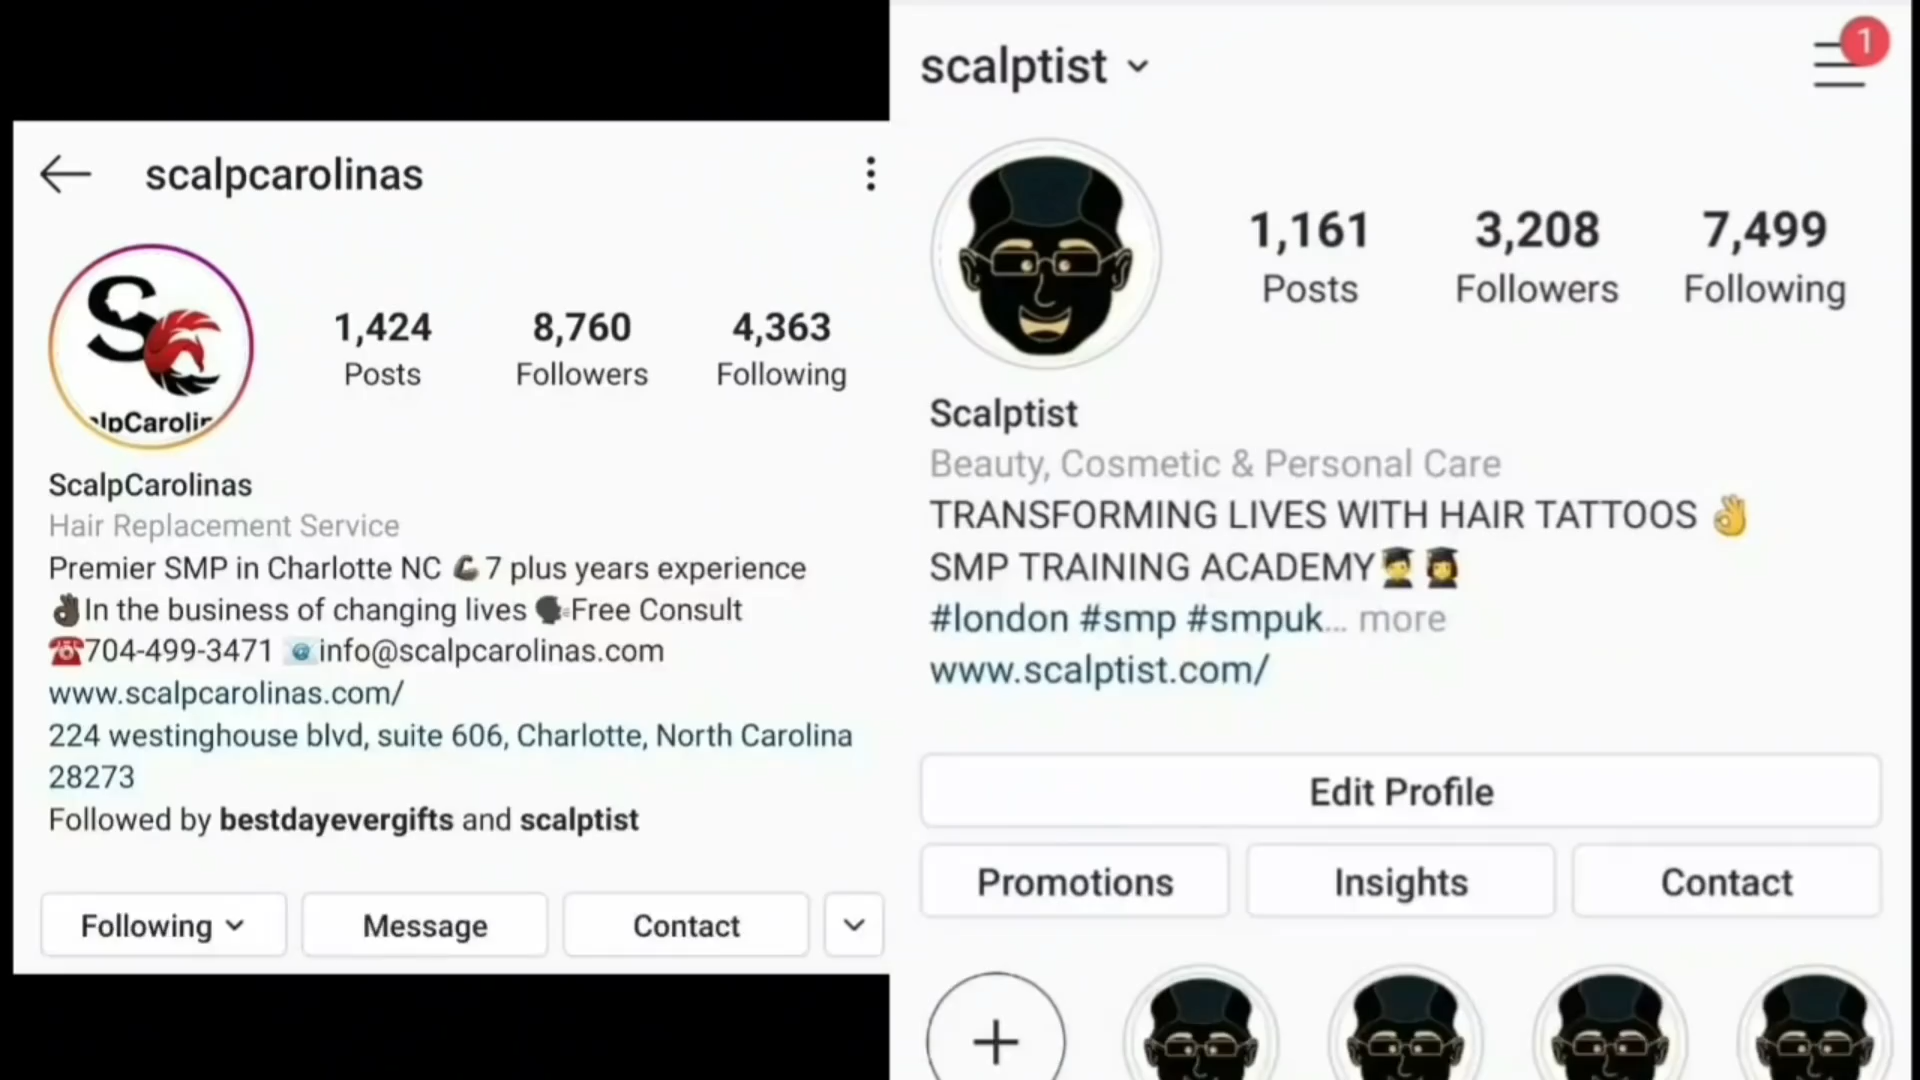 scalpcarolinas
lpCarolin
1,424 8,760 4,363
Posts Followers Following
ScalpCarolinas
Hair Replacement Service
Premier SMP in Charlotte NC 💪🏿7 plus years experience
👌🏿In the business of changing lives 🗣Free Consult
☎️704-499-3471 📧info@scalpcarolinas.com
www.scalpcarolinas.com/
224 westinghouse blvd, suite 606, Charlotte, North Carolina
28273
Followed by bestdayevergifts and scalptist
Following Message Contact
scalptist
1
1,161 3,208 7,499
Posts Followers Following
Scalptist
Beauty, Cosmetic & Personal Care
TRANSFORMING LIVES WITH HAIR TATTOOS 👌
SMP TRAINING ACADEMY👨‍🎓👩‍🎓
#london #smp #smpuk... more
www.scalptist.com/
Edit Profile
Promotions Insights Contact